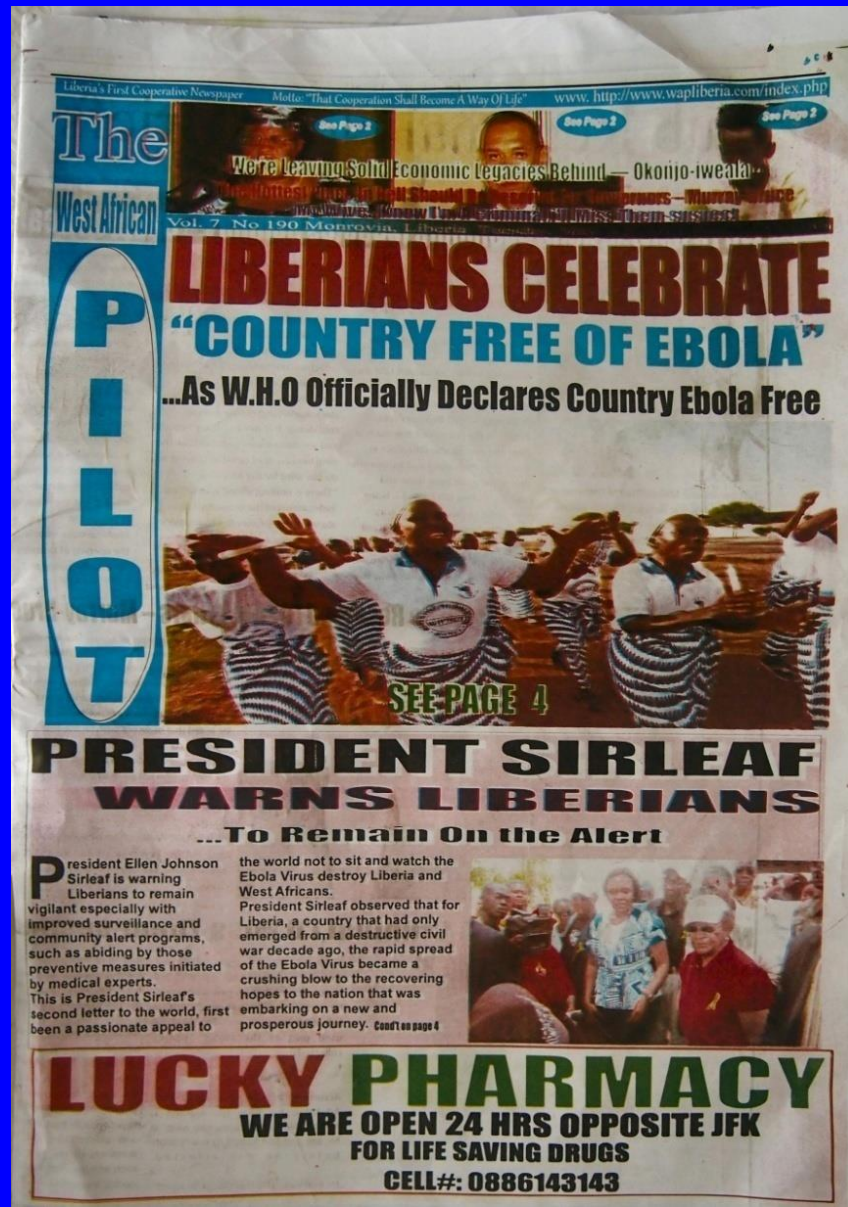 Liberia's First Cooperative Newspaper Motto: "That Cooperation Shall Become A Way Of Life" www. http://www.wapliberia.com/index.php
The
West African
PILOT
See Page 2
See Page 2
See Page 2
We're Leaving Solid Economic Legacies Behind — Okonjo-iweala
Vol. 7 No 190 Monrovia, Liberia
LIBERIANS CELEBRATE
“COUNTRY FREE OF EBOLA”
...As W.H.O Officially Declares Country Ebola Free
SEE PAGE 4
PRESIDENT SIRLEAF
WARNS LIBERIANS
...To Remain On the Alert
President Ellen Johnson
Sirleaf is warning
Liberians to remain
vigilant especially with
improved surveillance and
community alert programs,
such as abiding by those
preventive measures initiated
by medical experts.
This is President Sirleaf's
second letter to the world, first
been a passionate appeal to
the world not to sit and watch the
Ebola Virus destroy Liberia and
West Africans.
President Sirleaf observed that for
Liberia, a country that had only
emerged from a destructive civil
war decade ago, the rapid spread
of the Ebola Virus became a
crushing blow to the recovering
hopes to the nation that was
embarking on a new and
prosperous journey. Cond't on page 4
LUCKY PHARMACY
WE ARE OPEN 24 HRS OPPOSITE JFK
FOR LIFE SAVING DRUGS
CELL#: 0886143143